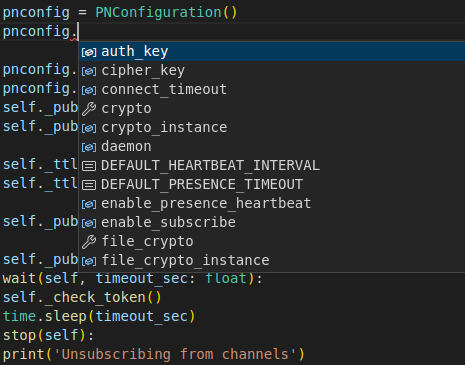 pnconfig = PNConfiguration()
pnconfig.
auth_key
cipher_key
pnconfig.
connect_timeout
pnconfig.
crypto
self._pub
crypto_instance
self._pub
daemon
DEFAULT_HEARTBEAT_INTERVAL
self._ttl
DEFAULT_PRESENCE_TIMEOUT
self._ttl
enable_presence_heartbeat
enable_subscribe
self._pub
file_crypto
file_crypto_instance
self._pub
wait(self, timeout_sec: float):
self._check_token()
time.sleep(timeout_sec)
stop(self):
print('Unsubscribing from channels')